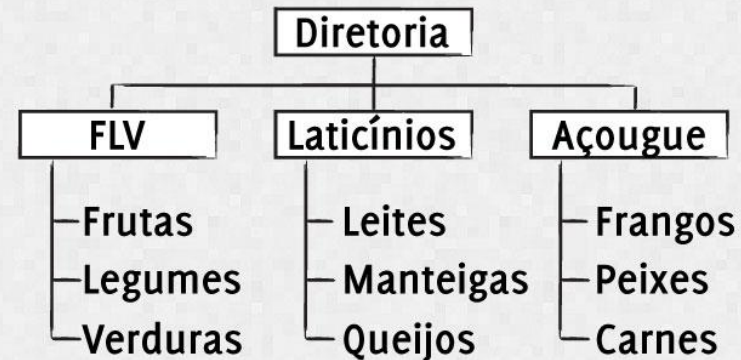 Diretoria
FLV
Laticínios
Açougue
Frutas
Legumes
Verduras
Leites
Manteigas
Queijos
Frangos
Peixes
Carnes